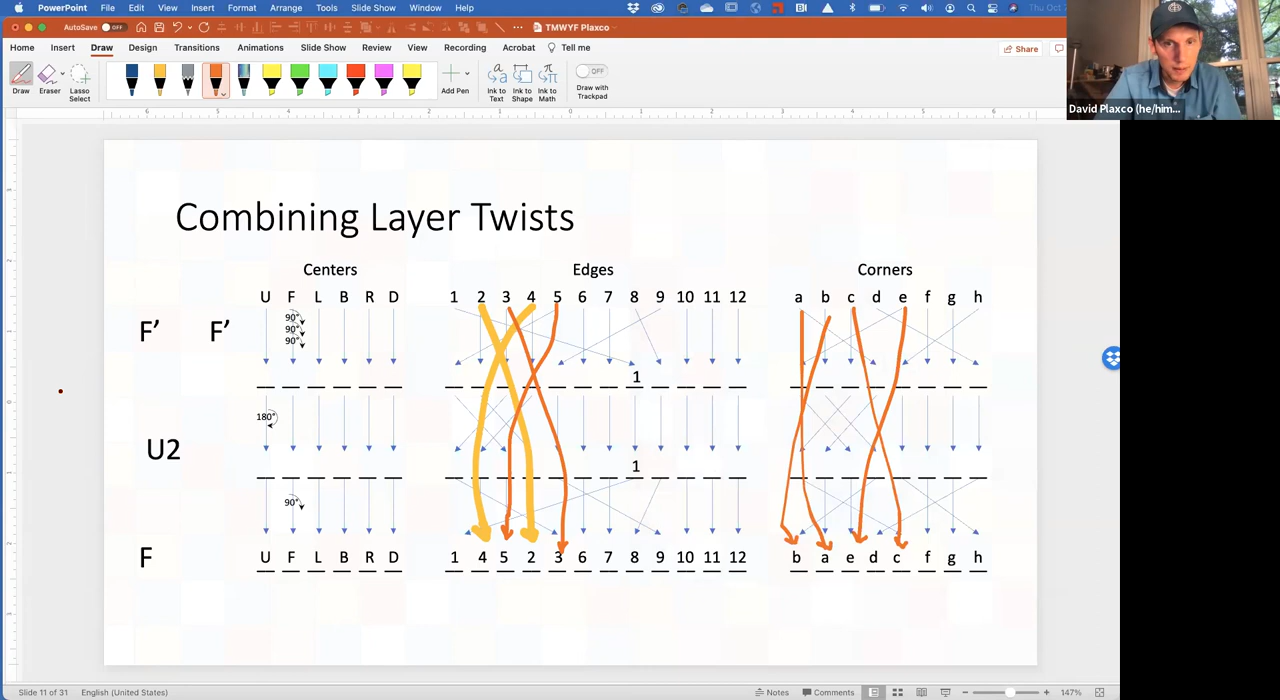 PowerPoint File Edit View Insert Format Arrange Tools Slide Show Window Help
AutoSave OFF TMWYF Plaxco
Home Insert Draw Design Transitions Animations Slide Show Review View Recording Acrobat Tell me Share
Draw Eraser Lasso Select Add Pen Ink to Text Ink to Shape Ink to Math OFF Draw with Trackpad
David Plaxco (he/him...
Combining Layer Twists
Centers Edges Corners
U F L B R D 1 2 3 4 5 6 7 8 9 10 11 12 a b c d e f g h
F’ F’ 90° 90° 90°
1
U2 180°
1
90°
F U F L B R D 1 4 5 2 3 6 7 8 9 10 11 12 b a e d c f g h
Slide 11 of 31 English (United States) Notes Comments 147%